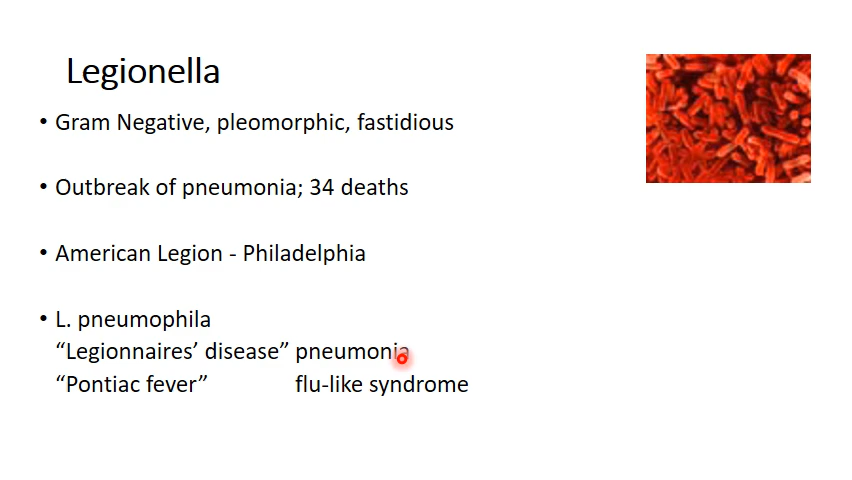 Legionella
• Gram Negative, pleomorphic, fastidious
• Outbreak of pneumonia; 34 deaths
• American Legion - Philadelphia
• L. pneumophila
“Legionnaires’ disease” pneumonia
“Pontiac fever” flu-like syndrome